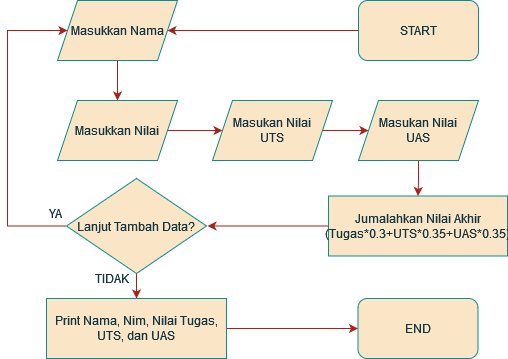 Masukkan Nama
START
Masukkan Nilai
Masukan Nilai
UTS
Masukan Nilai
UAS
Jumalahkan Nilai Akhir
(Tugas*0.3+UTS*0.35+UAS*0.35)
Lanjut Tambah Data?
YA
TIDAK
Print Nama, Nim, Nilai Tugas,
UTS, dan UAS
END